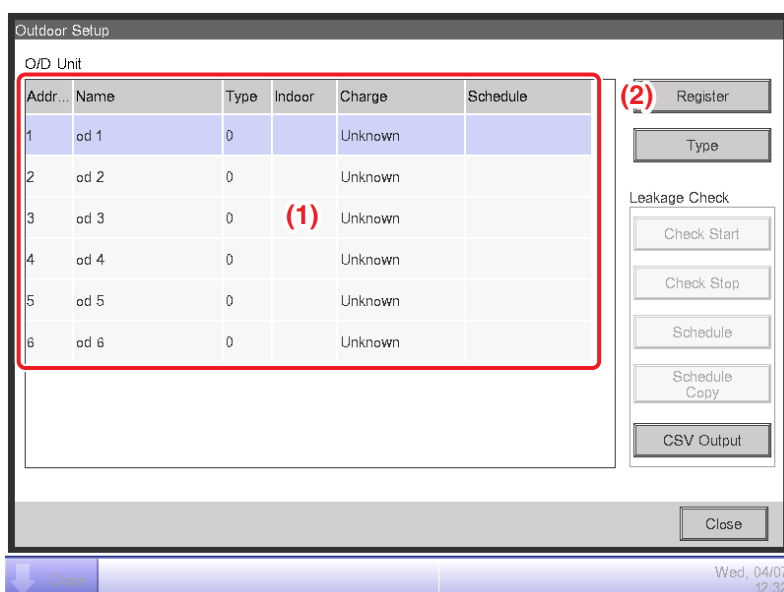 Outdoor Setup
O/D Unit
Addr... Name Type Indoor Charge Schedule
1 od 1 0 Unknown
2 od 2 0 Unknown
3 od 3 0 Unknown
4 od 4 0 Unknown
5 od 5 0 Unknown
6 od 6 0 Unknown
(1)
(2) Register
Type
Leakage Check
Check Start
Check Stop
Schedule
Schedule
Copy
CSV Output
Close
Close
Wed, 04/07
12:32